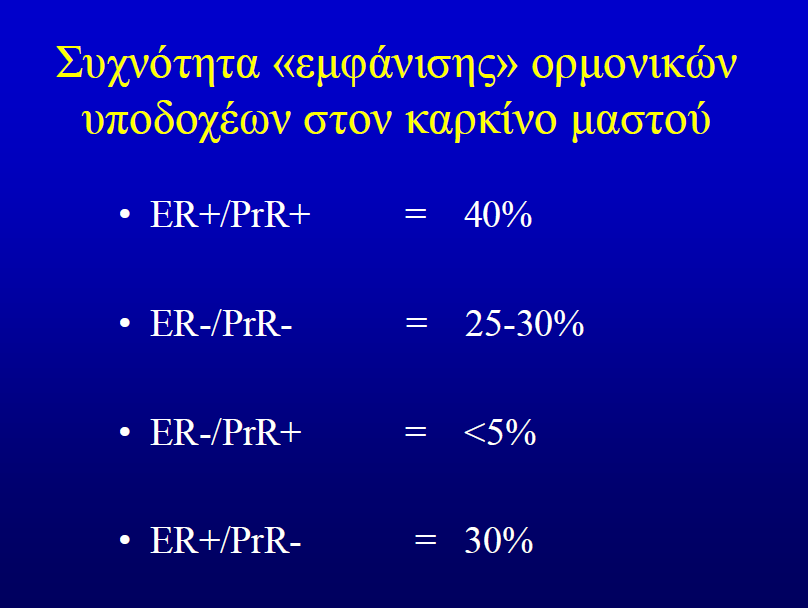 Συχνότητα «εμφάνισης» ορμονικών
υποδοχέων στον καρκίνο μαστού
• ER+/PrR+ = 40%
• ER-/PrR- = 25-30%
• ER-/PrR+ = <5%
• ER+/PrR- = 30%